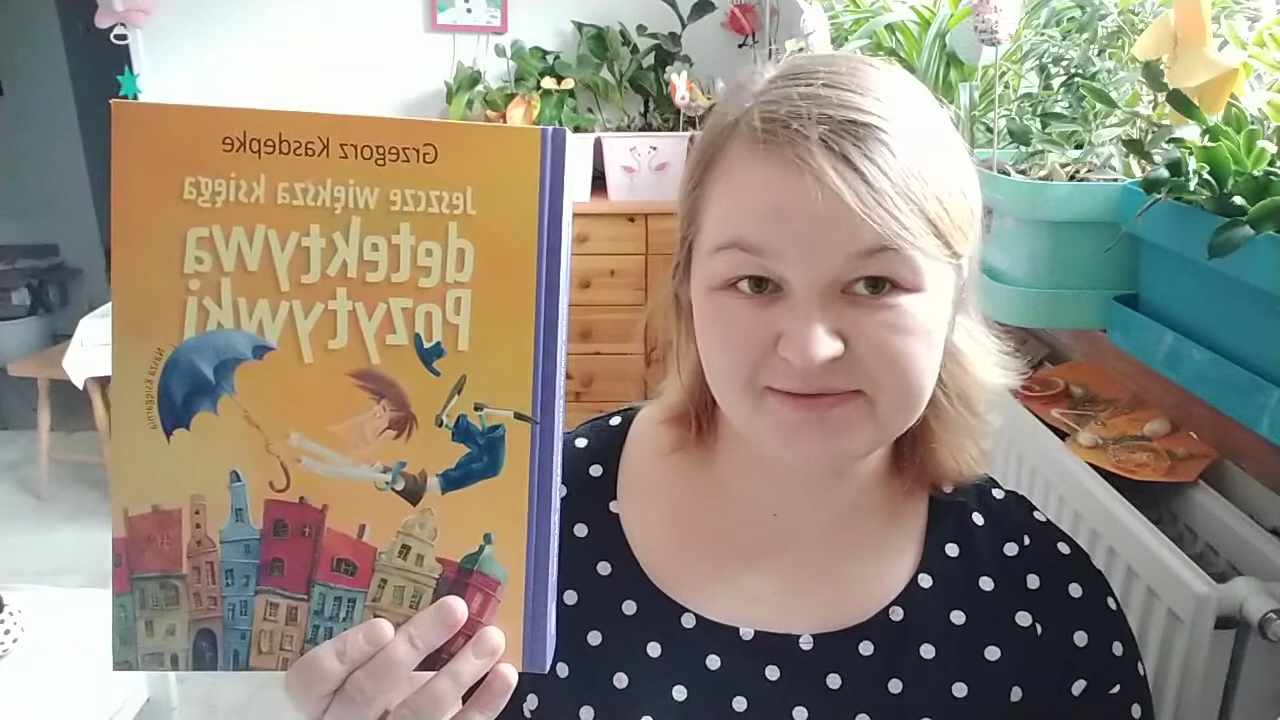 Grzegorz Kasdepke
Jeszcze większa księga
detektywa
Pozytywki
Nasza Księgarnia